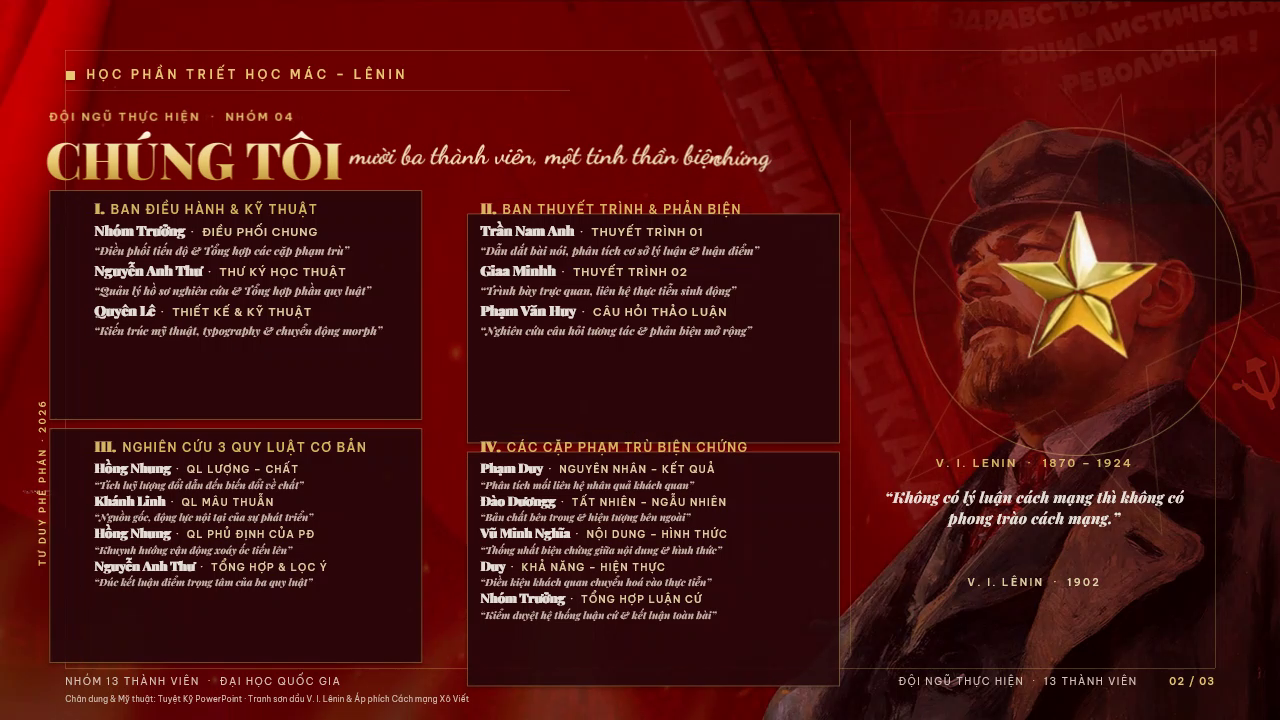 ЗДРАВСТВУЕТ
СОЦИАЛИСТИЧЕСКАЯ
РЕВОЛЮЦИЯ !
HỌC PHẦN TRIẾT HỌC MÁC – LÊNIN
ĐỘI NGŨ THỰC HIỆN · NHÓM 04
CHÚNG TÔI mười ba thành viên, một tinh thần biện chứng
I. BAN ĐIỀU HÀNH & KỸ THUẬT
Nhóm Trưởng · ĐIỀU PHỐI CHUNG
“Điều phối tiến độ & Tổng hợp các cặp phạm trù”
Nguyễn Anh Thư · THƯ KÝ HỌC THUẬT
“Quản lý hồ sơ nghiên cứu & Tổng hợp phần quy luật”
Quyên Lê · THIẾT KẾ & KỸ THUẬT
“Kiến trúc mỹ thuật, typography & chuyển động morph”
II. BAN THUYẾT TRÌNH & PHẢN BIỆN
Trần Nam Anh · THUYẾT TRÌNH 01
“Dẫn dắt bài nói, phân tích cơ sở lý luận & luận điểm”
Giaa Minhh · THUYẾT TRÌNH 02
“Trình bày trực quan, liên hệ thực tiễn sinh động”
Phạm Văn Huy · CÂU HỎI THẢO LUẬN
“Nghiên cứu câu hỏi tương tác & phản biện mở rộng”
III. NGHIÊN CỨU 3 QUY LUẬT CƠ BẢN
Hồng Nhung · QL LƯỢNG – CHẤT
“Tích luỹ lượng đổi dẫn đến biến đổi về chất”
Khánh Linh · QL MÂU THUẪN
“Nguồn gốc, động lực nội tại của sự phát triển”
Hồng Nhung · QL PHỦ ĐỊNH CỦA PĐ
“Khuynh hướng vận động xoáy ốc tiến lên”
Nguyễn Anh Thư · TỔNG HỢP & LỌC Ý
“Đúc kết luận điểm trọng tâm của ba quy luật”
IV. CÁC CẶP PHẠM TRÙ BIỆN CHỨNG
Phạm Duy · NGUYÊN NHÂN – KẾT QUẢ
“Phân tích mối liên hệ nhân quả khách quan”
Đào Dươngg · TẤT NHIÊN – NGẪU NHIÊN
“Bản chất bên trong & hiện tượng bên ngoài”
Vũ Minh Nghĩa · NỘI DUNG – HÌNH THỨC
“Thống nhất biện chứng giữa nội dung & hình thức”
Duy · KHẢ NĂNG – HIỆN THỰC
“Điều kiện khách quan chuyển hoá vào thực tiễn”
Nhóm Trưởng · TỔNG HỢP LUẬN CỨ
“Kiểm duyệt hệ thống luận cứ & kết luận toàn bài”
V. I. LENIN · 1870 – 1924
“Không có lý luận cách mạng thì không có
phong trào cách mạng.”
V. I. LÊNIN · 1902
TƯ DUY PHÊ PHÁN · 2026
NHÓM 13 THÀNH VIÊN · ĐẠI HỌC QUỐC GIA
Chân dung & Mỹ thuật: Tuyệt Kỹ PowerPoint · Tranh sơn dầu V. I. Lênin & Áp phích Cách mạng Xô Viết
ĐỘI NGŨ THỰC HIỆN · 13 THÀNH VIÊN 02 / 03